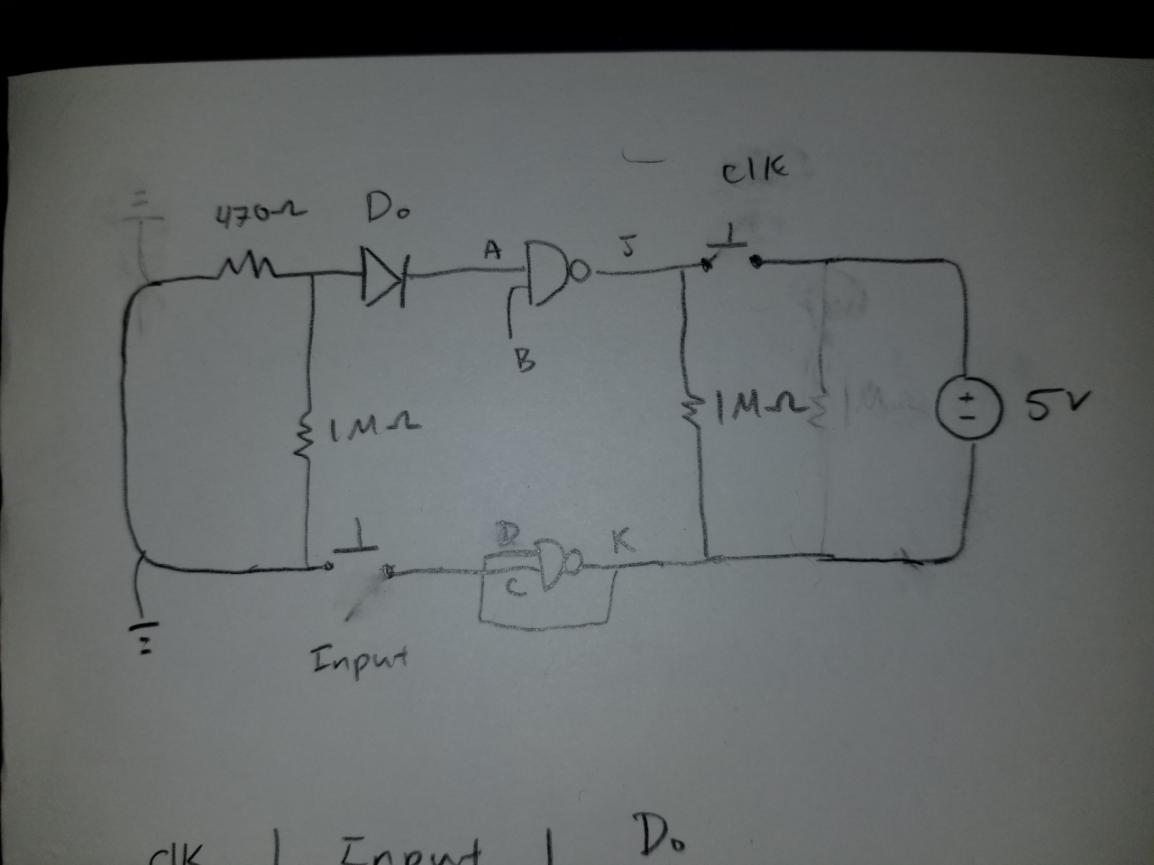 clk
470Ω D0
A J
B
1MΩ 1MΩ 5V
D K
C
Input
clk | Input | D0